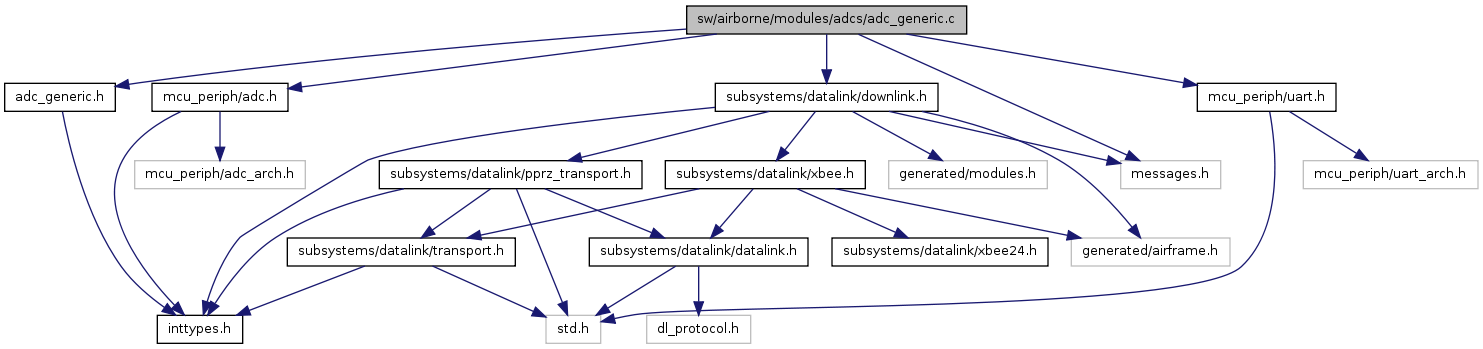 sw/airborne/modules/adcs/adc_generic.c
adc_generic.h
mcu_periph/adc.h
subsystems/datalink/downlink.h
mcu_periph/uart.h
mcu_periph/adc_arch.h
subsystems/datalink/pprz_transport.h
subsystems/datalink/xbee.h
generated/modules.h
messages.h
mcu_periph/uart_arch.h
subsystems/datalink/transport.h
subsystems/datalink/datalink.h
subsystems/datalink/xbee24.h
generated/airframe.h
inttypes.h
std.h
dl_protocol.h